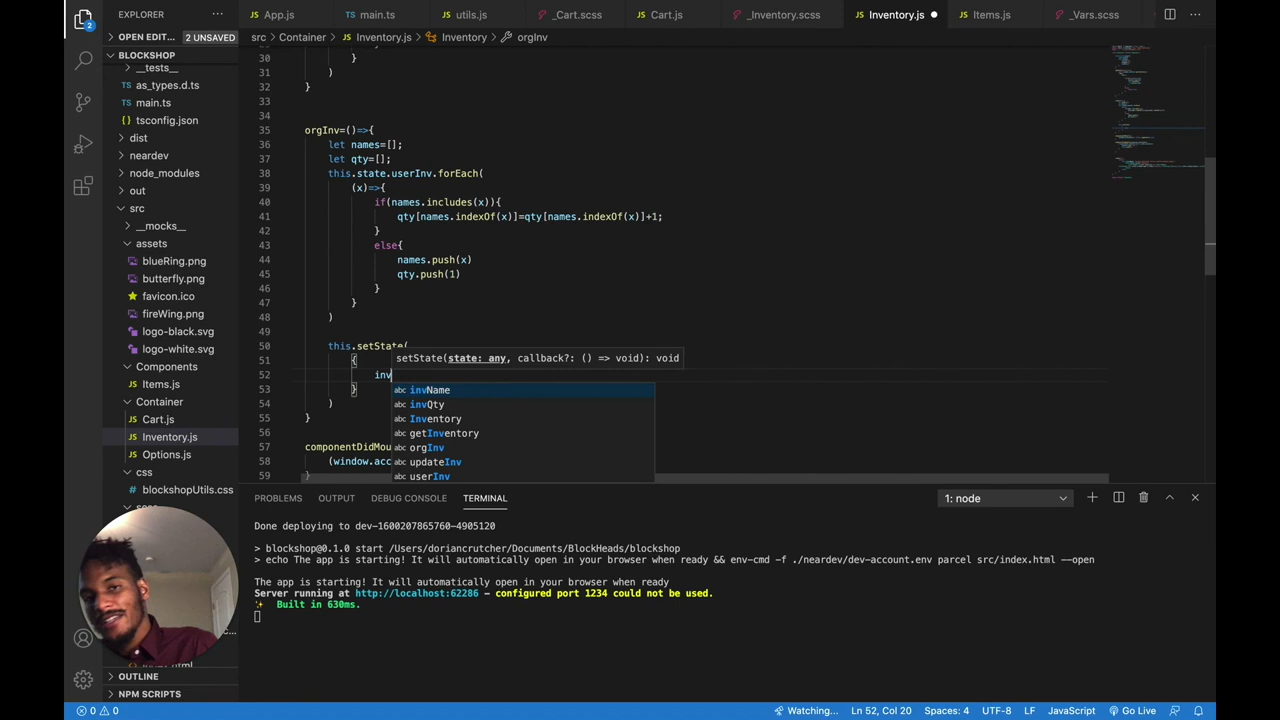 EXPLORER
···
App.js
main.ts
utils.js
_Cart.scss
Cart.js
_Inventory.scss
Inventory.js
Items.js
_Vars.scss
OPEN EDIT... 2 UNSAVED
src > Container > Inventory.js > Inventory > orgInv
BLOCKSHOP
__tests__
as_types.d.ts
main.ts
tsconfig.json
dist
neardev
node_modules
out
src
__mocks__
assets
blueRing.png
butterfly.png
favicon.ico
fireWing.png
logo-black.svg
logo-white.svg
Components
Items.js
Container
Cart.js
Inventory.js
Options.js
css
blockshopUtils.css
OUTLINE
NPM SCRIPTS
30 }
31 )
32 }
33
34
35 orgInv=()=>{
36 let names=[];
37 let qty=[];
38 this.state.userInv.forEach(
39 (x)=>{
40 if(names.includes(x)){
41 qty[names.indexOf(x)]=qty[names.indexOf(x)]+1;
42 }
43 else{
44 names.push(x)
45 qty.push(1)
46 }
47 }
48 )
49
50 this.setState(
51 {
setState(state: any, callback?: () => void): void
52 inv
53 }
54 )
55 }
56
57 componentDidMou
58 (window.acc
59 }
invName
invQty
Inventory
getInventory
orgInv
updateInv
userInv
PROBLEMS OUTPUT DEBUG CONSOLE TERMINAL
1: node
Done deploying to dev-1600207865760-4905120
> blockshop@0.1.0 start /Users/doriancrutcher/Documents/BlockHeads/blockshop
> echo The app is starting! It will automatically open in your browser when ready && env-cmd -f ./neardev/dev-account.env parcel src/index.html --open
The app is starting! It will automatically open in your browser when ready
Server running at http://localhost:62286 - configured port 1234 could not be used.
✨ Built in 630ms.
2
0 0
Watching...
Ln 52, Col 20
Spaces: 4
UTF-8
LF
JavaScript
Go Live